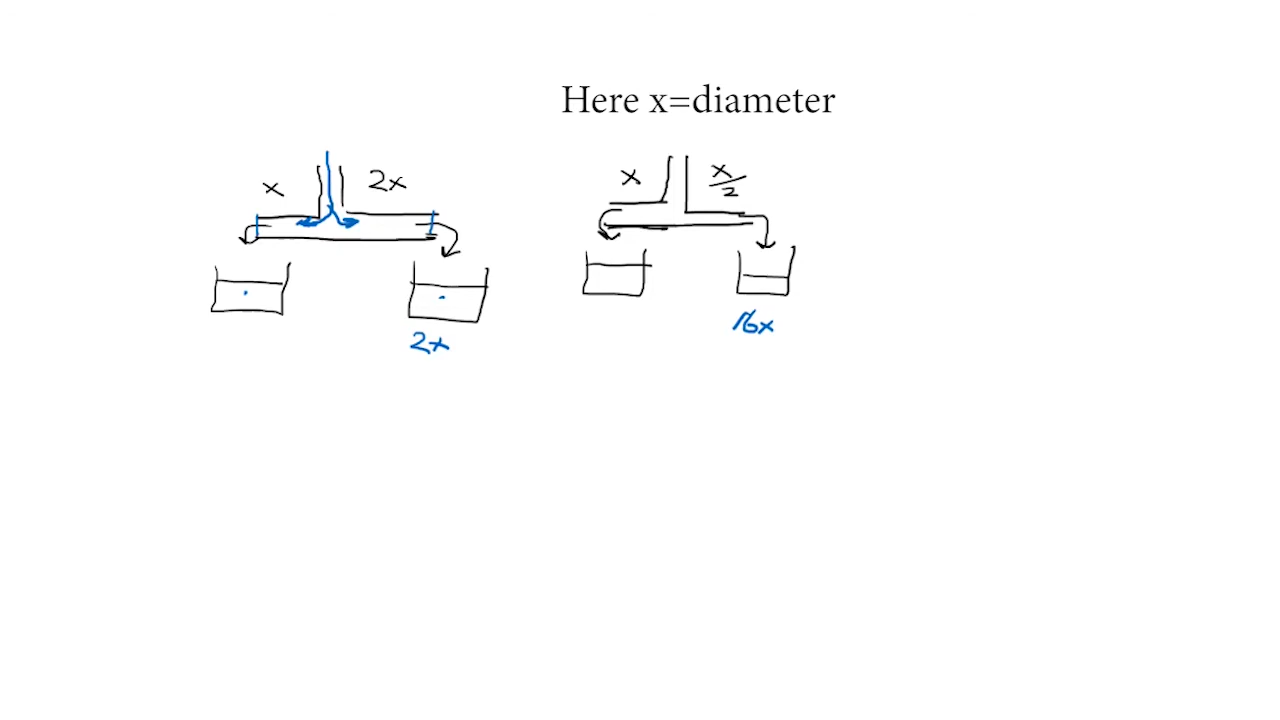 Here x=diameter
x
2x
x
x/2
2x
16x